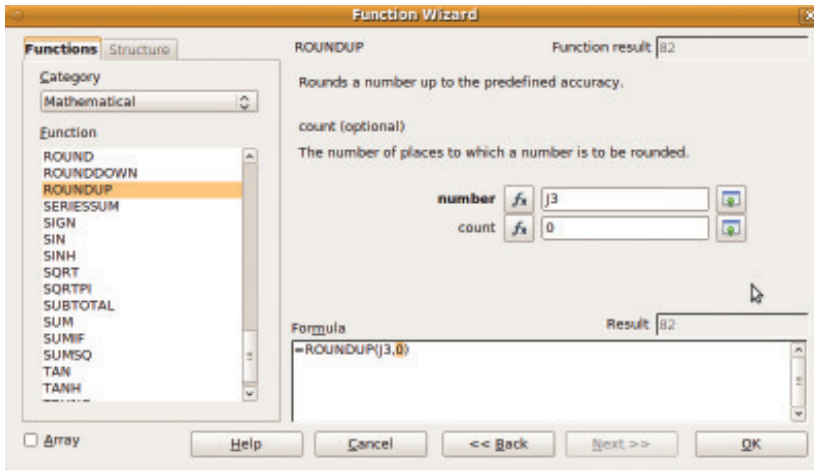 Function Wizard
Functions Structure
Category
Mathematical
Function
ROUND
ROUNDDOWN
ROUNDUP
SERIESSUM
SIGN
SIN
SINH
SQRT
SQRTPI
SUBTOTAL
SUM
SUMIF
SUMSQ
TAN
TANH
ROUNDUP
Function result 82
Rounds a number up to the predefined accuracy.
count (optional)
The number of places to which a number is to be rounded.
number fx J3
count fx 0
Formula
Result 82
=ROUNDUP(J3,0)
Array
Help
Cancel
<< Back
Next >>
OK